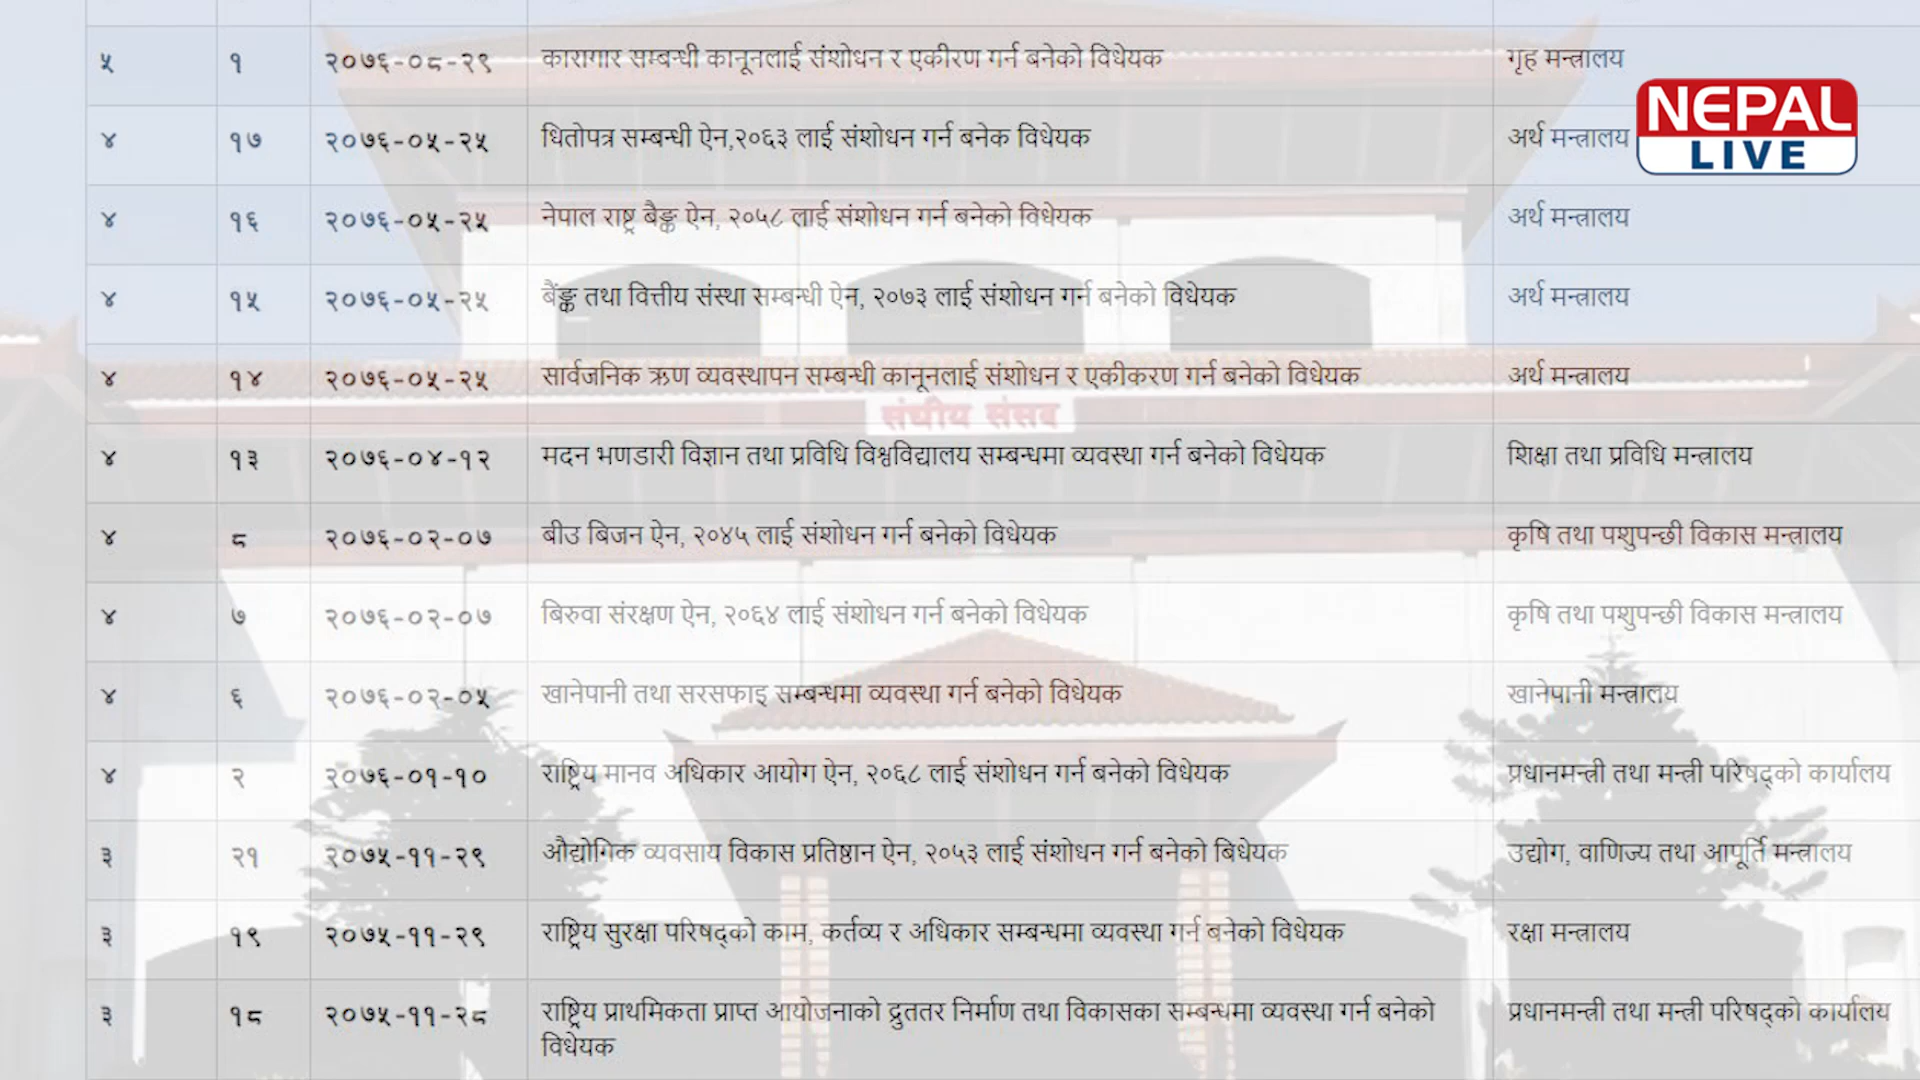 ५ १ २०७६-०८-२९ कारागार सम्बन्धी कानूनलाई संशोधन र एकीरण गर्न बनेको विधेयक गृह मन्त्रालय
NEPAL
LIVE
४ १७ २०७६-०५-२५ धितोपत्र सम्बन्धी ऐन,२०६३ लाई संशोधन गर्न बनेक विधेयक अर्थ मन्त्रालय
४ १६ २०७६-०५-२५ नेपाल राष्ट्र बैङ्क ऐन, २०५८ लाई संशोधन गर्न बनेको विधेयक अर्थ मन्त्रालय
४ १५ २०७६-०५-२५ बैंङ्क तथा वित्तीय संस्था सम्बन्धी ऐन, २०७३ लाई संशोधन गर्न बनेको विधेयक अर्थ मन्त्रालय
४ १४ २०७६-०५-२५ सार्वजनिक ऋण व्यवस्थापन सम्बन्धी कानूनलाई संशोधन र एकीकरण गर्न बनेको विधेयक अर्थ मन्त्रालय
संघीय संसद
४ १३ २०७६-०४-१२ मदन भणडारी विज्ञान तथा प्रविधि विश्वविद्यालय सम्बन्धमा व्यवस्था गर्न बनेको विधेयक शिक्षा तथा प्रविधि मन्त्रालय
४ ८ २०७६-०२-०७ बीउ बिजन ऐन, २०४५ लाई संशोधन गर्न बनेको विधेयक कृषि तथा पशुपन्छी विकास मन्त्रालय
४ ७ २०७६-०२-०७ बिरुवा संरक्षण ऐन, २०६४ लाई संशोधन गर्न बनेको विधेयक कृषि तथा पशुपन्छी विकास मन्त्रालय
४ ६ २०७६-०२-०५ खानेपानी तथा सरसफाइ सम्बन्धमा व्यवस्था गर्न बनेको विधेयक खानेपानी मन्त्रालय
४ २ २०७६-०१-१० राष्ट्रिय मानव अधिकार आयोग ऐन, २०६८ लाई संशोधन गर्न बनेको विधेयक प्रधानमन्त्री तथा मन्त्री परिषद्को कार्यालय
३ २१ २०७५-११-२९ औद्योगिक व्यवसाय विकास प्रतिष्ठान ऐन, २०५३ लाई संशोधन गर्न बनेको बिधेयक उद्योग, वाणिज्य तथा आपूर्ति मन्त्रालय
३ १९ २०७५-११-२९ राष्ट्रिय सुरक्षा परिषद्को काम, कर्तव्य र अधिकार सम्बन्धमा व्यवस्था गर्न बनेको विधेयक रक्षा मन्त्रालय
३ १८ २०७५-११-२८ राष्ट्रिय प्राथमिकता प्राप्त आयोजनाको द्रुततर निर्माण तथा विकासका सम्बन्धमा व्यवस्था गर्न बनेको प्रधानमन्त्री तथा मन्त्री परिषद्को कार्यालय
विधेयक